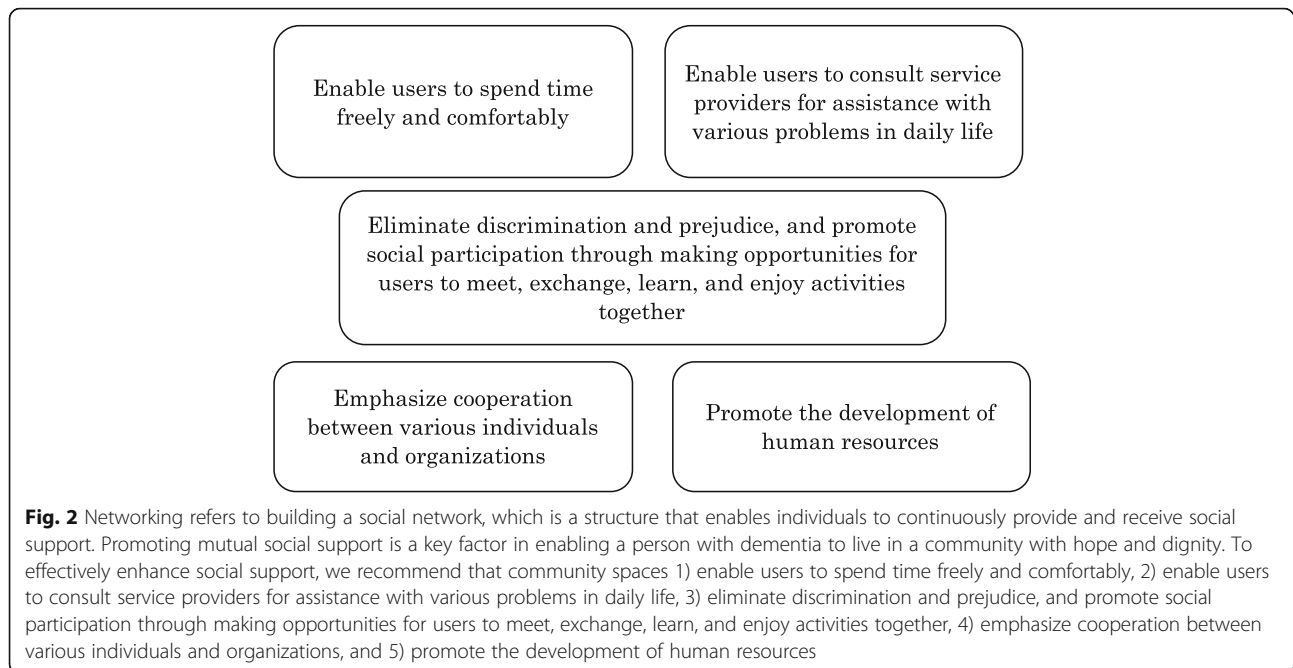 Enable users to spend time
freely and comfortably
Enable users to consult service
providers for assistance with
various problems in daily life
Eliminate discrimination and prejudice, and promote
social participation through making opportunities for
users to meet, exchange, learn, and enjoy activities
together
Emphasize cooperation
between various individuals
and organizations
Promote the development of
human resources
Fig. 2 Networking refers to building a social network, which is a structure that enables individuals to continuously provide and receive social
support. Promoting mutual social support is a key factor in enabling a person with dementia to live in a community with hope and dignity. To
effectively enhance social support, we recommend that community spaces 1) enable users to spend time freely and comfortably, 2) enable users
to consult service providers for assistance with various problems in daily life, 3) eliminate discrimination and prejudice, and promote social
participation through making opportunities for users to meet, exchange, learn, and enjoy activities together, 4) emphasize cooperation between
various individuals and organizations, and 5) promote the development of human resources